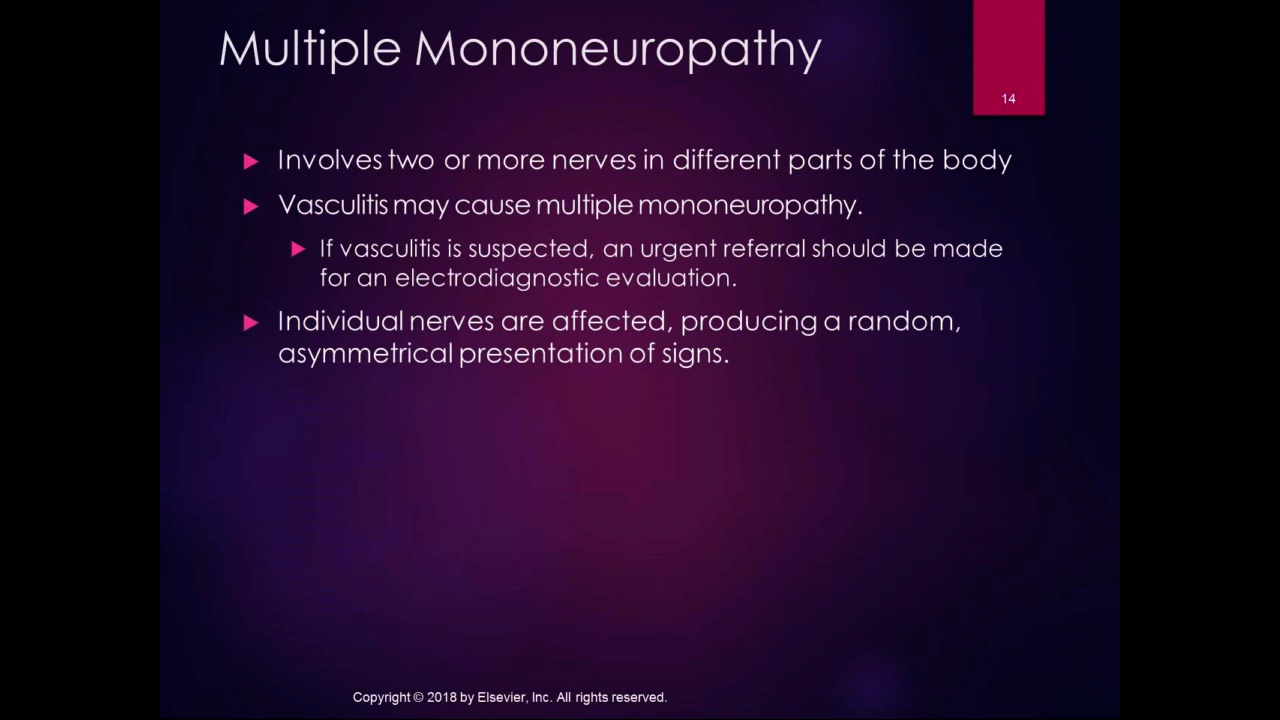 Multiple Mononeuropathy
14
Involves two or more nerves in different parts of the body
Vasculitis may cause multiple mononeuropathy.
If vasculitis is suspected, an urgent referral should be made
for an electrodiagnostic evaluation.
Individual nerves are affected, producing a random,
asymmetrical presentation of signs.
Copyright © 2018 by Elsevier, Inc. All rights reserved.